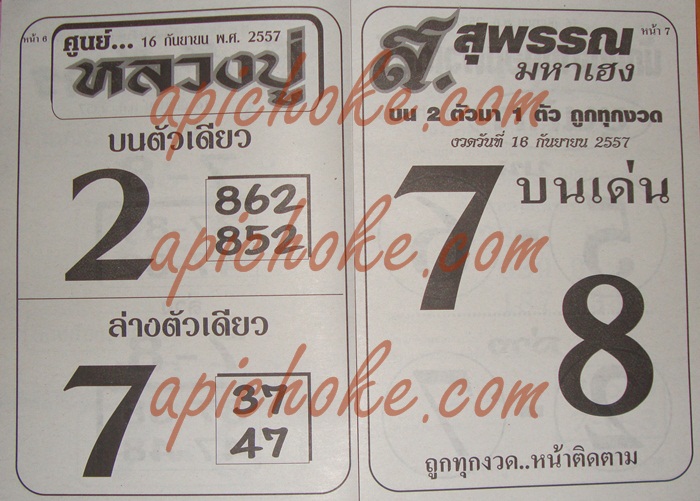 หน้า 6
ศูนย์... 16 กันยายน พ.ศ. 2557
หลวงปู่
บนตัวเดียว
2
862
852
ล่างตัวเดียว
7
37
47
หน้า 7
ส. สุพรรณ
มหาเฮง
บน 2 ตัวมา 1 ตัว ถูกทุกงวด
งวดวันที่ 16 กันยายน 2557
บนเด่น
7
8
ถูกทุกงวด..หน้าติดตาม
apichoke.com
apichoke.com
apichoke.com